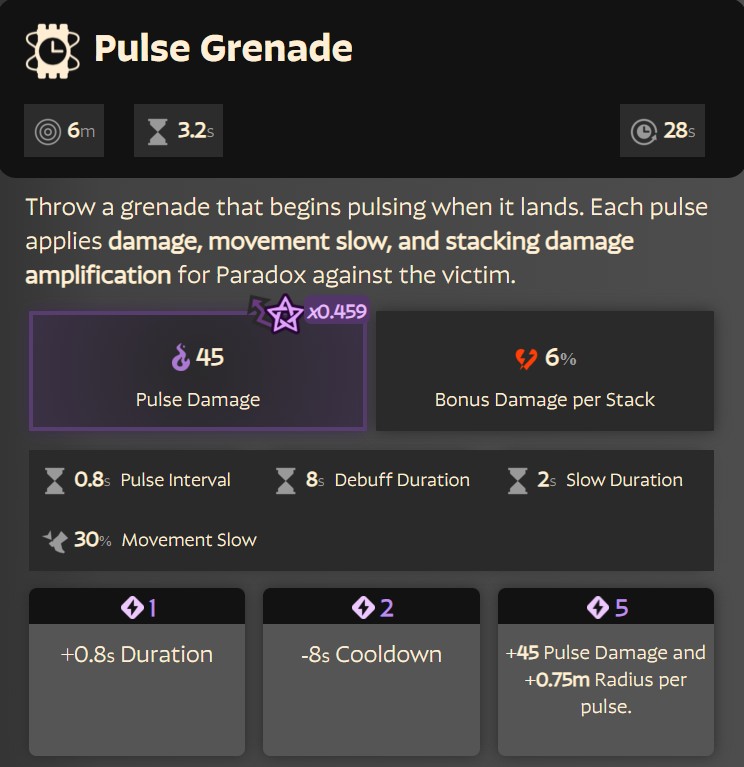 Pulse Grenade
6m 3.2s 28s
Throw a grenade that begins pulsing when it lands. Each pulse
applies damage, movement slow, and stacking damage
amplification for Paradox against the victim.
x0.459
45 6%
Pulse Damage Bonus Damage per Stack
0.8s Pulse Interval 8s Debuff Duration 2s Slow Duration
30% Movement Slow
1 2 5
+0.8s Duration -8s Cooldown +45 Pulse Damage and
+0.75m Radius per
pulse.